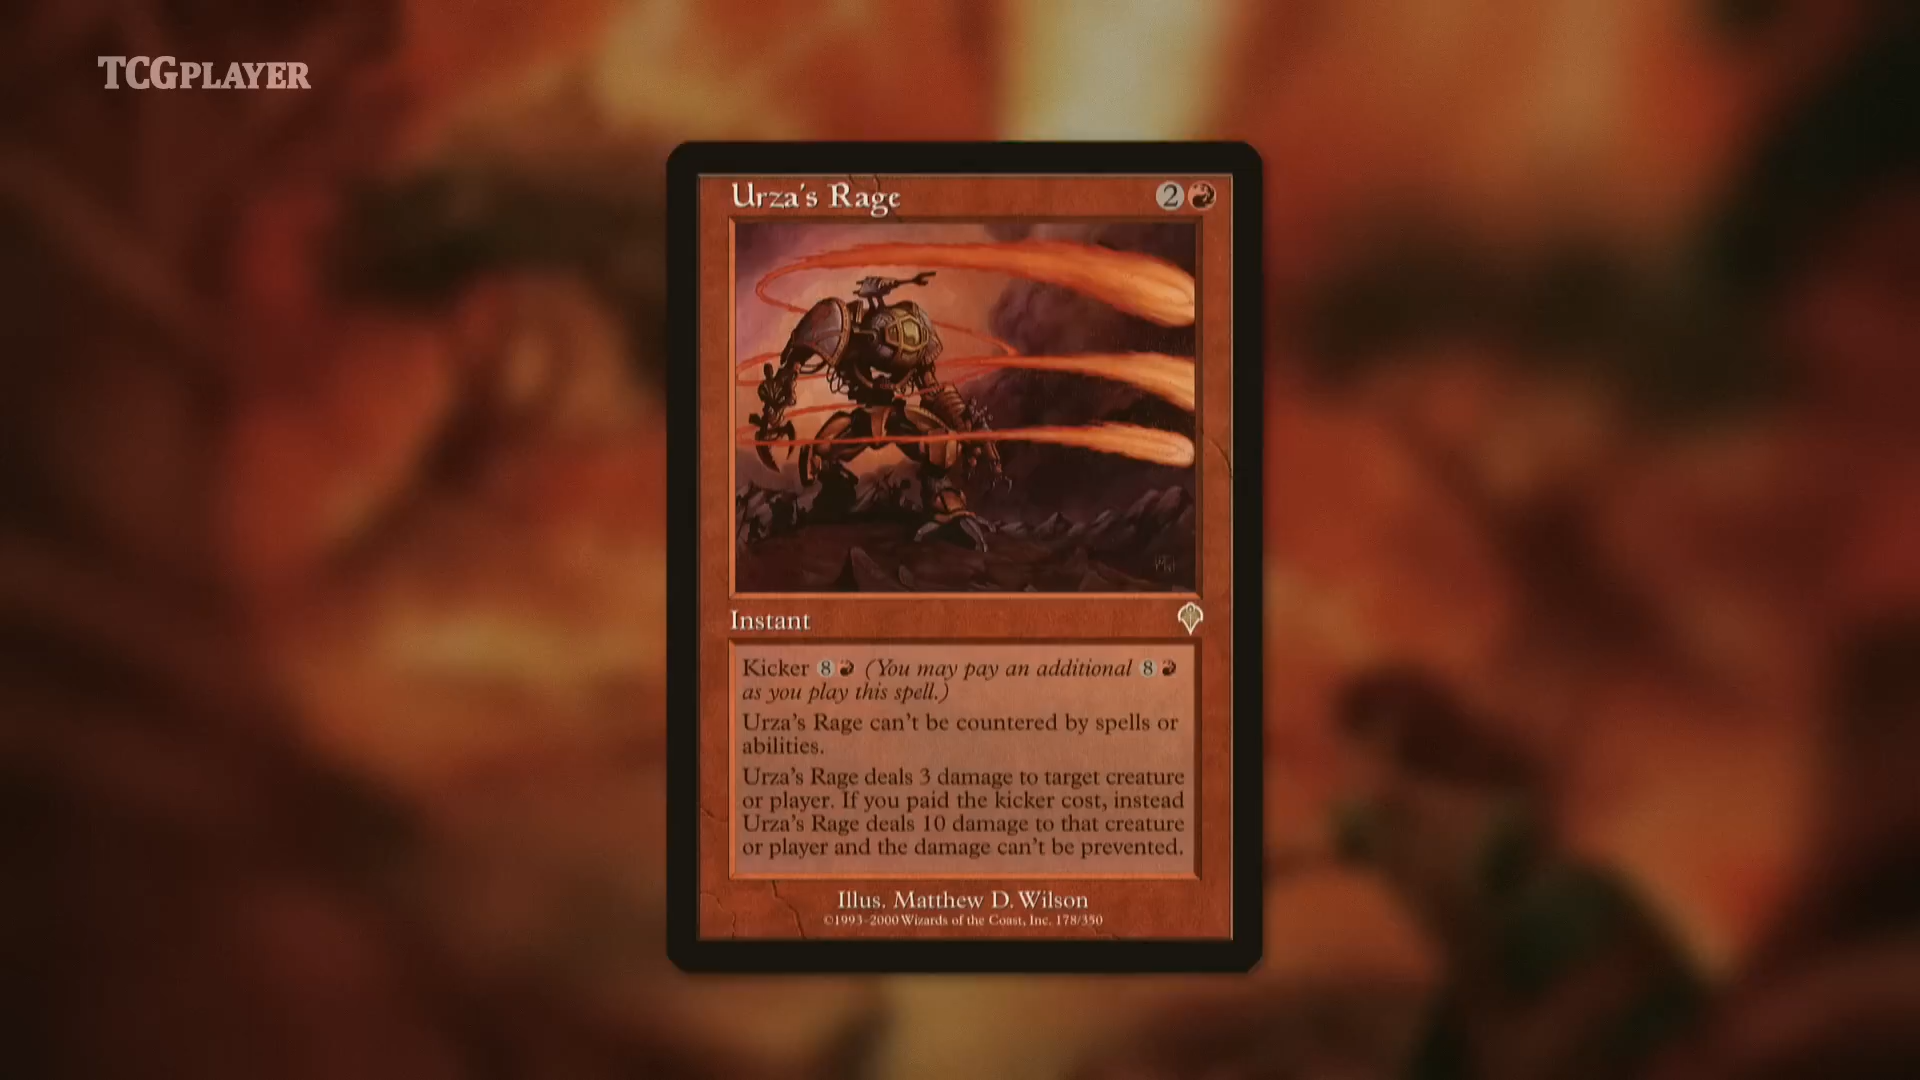 TCGPLAYER
Urza's Rage 2
Instant
Kicker 8 (You may pay an additional 8
as you play this spell.)
Urza's Rage can't be countered by spells or
abilities.
Urza's Rage deals 3 damage to target creature
or player. If you paid the kicker cost, instead
Urza's Rage deals 10 damage to that creature
or player and the damage can't be prevented.
Illus. Matthew D. Wilson
©1993-2000 Wizards of the Coast, Inc. 178/350